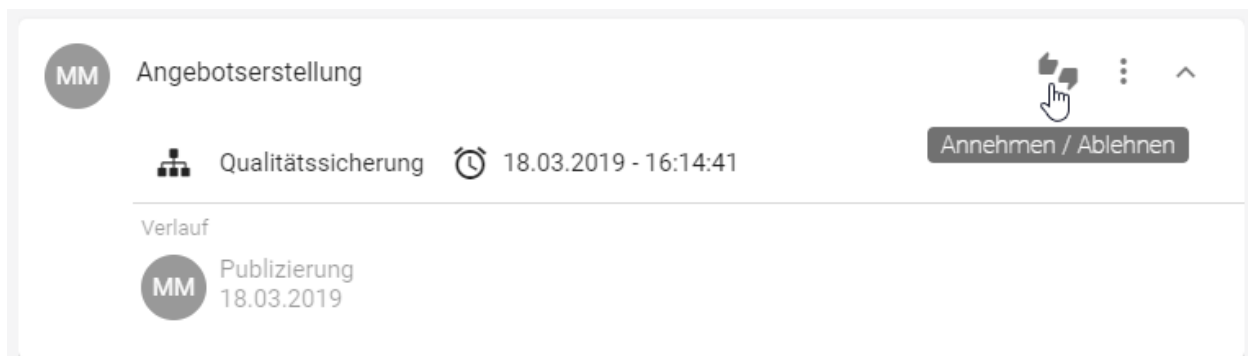 MM Angebotserstellung
Annehmen / Ablehnen
Qualitätssicherung 18.03.2019 - 16:14:41
Verlauf
MM Publizierung
18.03.2019